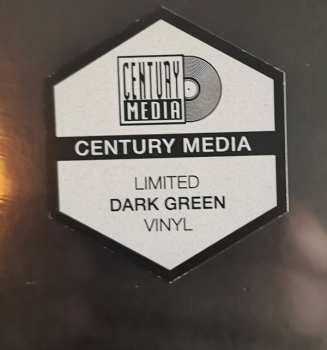 CENTURY
MEDIA
CENTURY MEDIA
LIMITED
DARK GREEN
VINYL